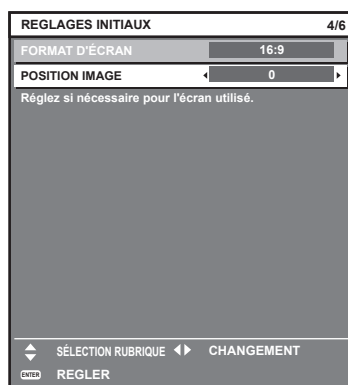 REGLAGES INITIAUX 4/6
FORMAT D'ÉCRAN 16:9
POSITION IMAGE 0
Réglez si nécessaire pour l'écran utilisé.
SÉLECTION RUBRIQUE CHANGEMENT
ENTER REGLER